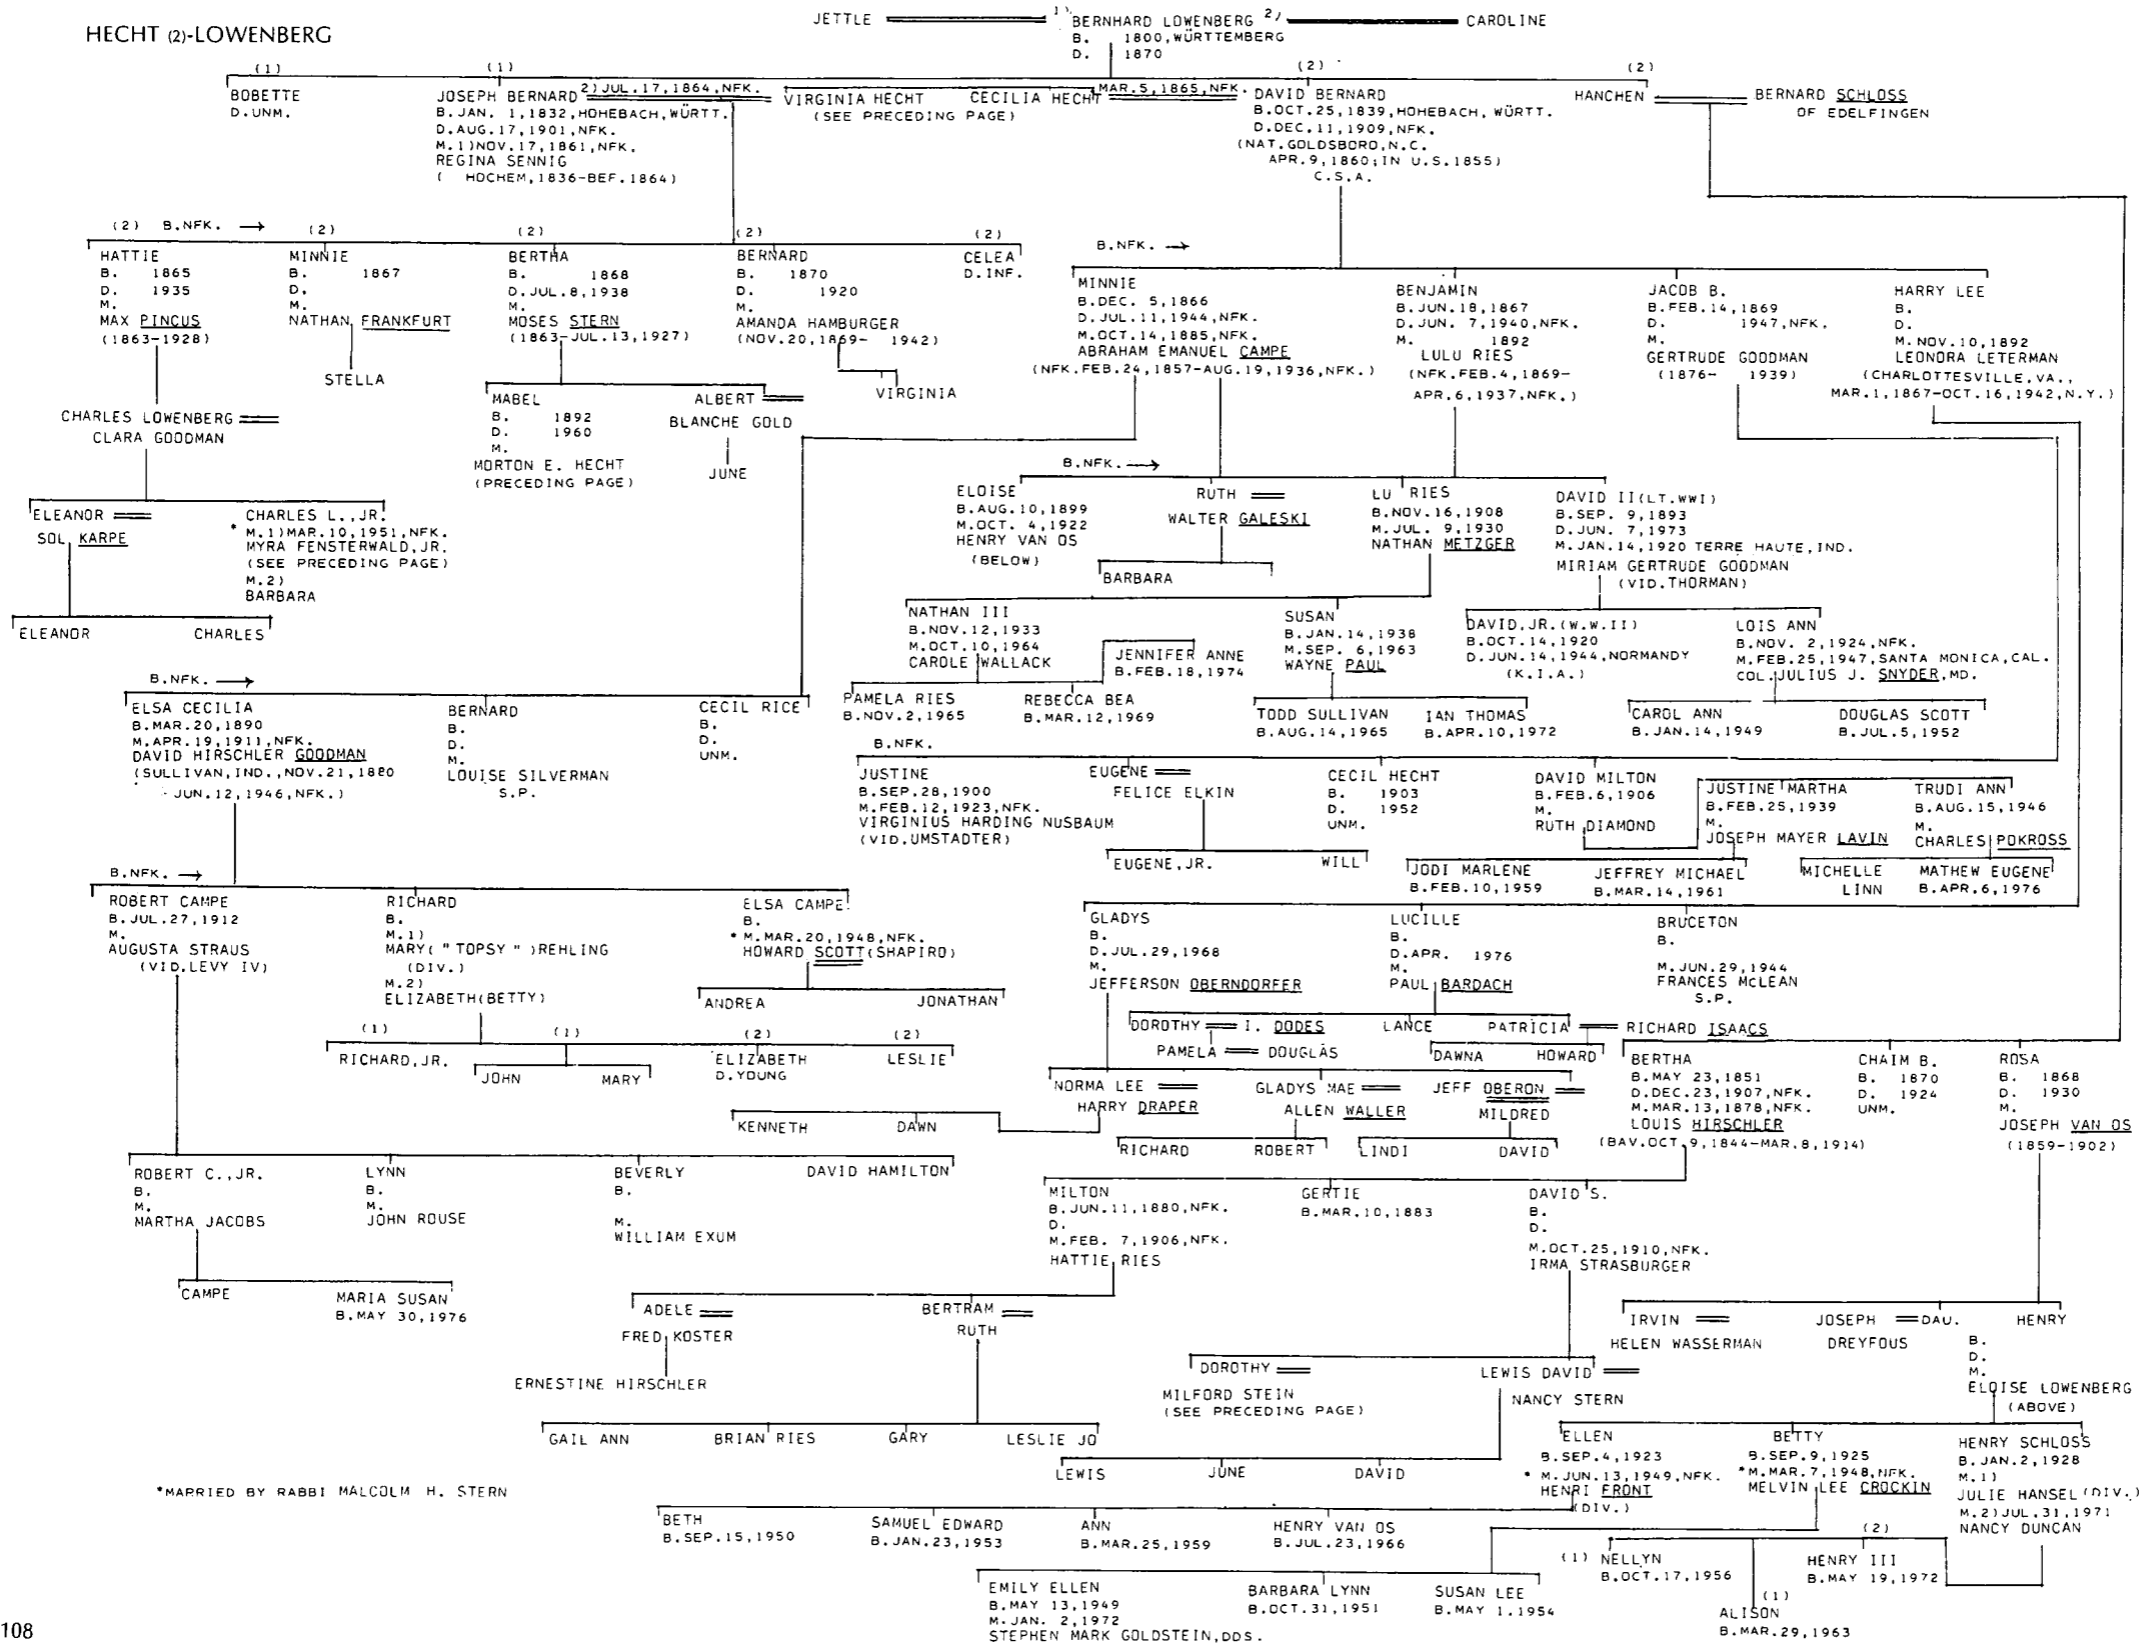 HECHT (2)-LOWENBERG
JETTLE 1) BERNHARD LOWENBERG 2) CAROLINE
B. 1800,WÜRTTEMBERG
D. 1870
(1) (1) (2) (2)
BOBETTE
D.UNM.
JOSEPH BERNARD 2)JUL.17,1864,NFK. VIRGINIA HECHT
(SEE PRECEDING PAGE)
B.JAN. 1,1832,HOHEBACH,WÜRTT.
D.AUG.17,1901,NFK.
M.1)NOV.17,1861,NFK.
REGINA SENNIG
( HOCHEM,1836-BEF.1864)
CECILIA HECHT MAR.5,1865,NFK. DAVID BERNARD
B.OCT.25,1839,HOHEBACH, WÜRTT.
D.DEC.11,1909,NFK.
(NAT.GOLDSBORO,N.C.
APR.9,1860;IN U.S.1855)
C.S.A.
HANCHEN BERNARD SCHLOSS
OF EDELFINGEN
(2) B.NFK. → (2) (2) (2) (2)
HATTIE
B. 1865
D. 1935
M.
MAX PINCUS
(1863-1928)
MINNIE
B. 1867
D.
M.
NATHAN FRANKFURT
STELLA
BERTHA
B. 1868
D.JUL.8,1938
M.
MOSES STERN
(1863-JUL.13,1927)
BERNARD
B. 1870
D. 1920
M.
AMANDA HAMBURGER
(NOV.20,1869- 1942)
VIRGINIA
CELEA
D.INF.
B.NFK. →
MINNIE
B.DEC. 5,1866
D.JUL.11,1944,NFK.
M.OCT.14,1885,NFK.
ABRAHAM EMANUEL CAMPE
(NFK.FEB.24,1857-AUG.19,1936,NFK.)
BENJAMIN
B.JUN.18,1867
D.JUN. 7,1940,NFK.
M. 1892
LULU RIES
(NFK.FEB.4,1869-
APR.6,1937,NFK.)
JACOB B.
B.FEB.14,1869
D. 1947,NFK.
M.
GERTRUDE GOODMAN
(1876- 1939)
HARRY LEE
B.
D.
M.NOV.10,1892
LEONORA LETERMAN
(CHARLOTTESVILLE,VA.,
MAR.1,1867-OCT.16,1942,N.Y.)
CHARLES LOWENBERG
CLARA GOODMAN
MABEL
B. 1892
D. 1960
M.
MORTON E. HECHT
(PRECEDING PAGE)
ALBERT
BLANCHE GOLD
JUNE
ELEANOR
SOL KARPE
CHARLES L.,JR.
* M.1)MAR.10,1951,NFK.
MYRA FENSTERWALD,JR.
(SEE PRECEDING PAGE)
M.2)
BARBARA
ELEANOR CHARLES
B.NFK. →
ELOISE
B.AUG.10,1899
M.OCT. 4,1922
HENRY VAN OS
(BELOW)
RUTH
WALTER GALESKI
BARBARA
LU RIES
B.NOV.16,1908
M.JUL. 9,1930
NATHAN METZGER
DAVID II(LT.WWI)
B.SEP. 9,1893
D.JUN. 7,1973
M.JAN.14,1920 TERRE HAUTE,IND.
MIRIAM GERTRUDE GOODMAN
(VID.THORMAN)
NATHAN III
B.NOV.12,1933
M.OCT.10,1964
CAROLE WALLACK
JENNIFER ANNE
B.FEB.18,1974
SUSAN
B.JAN.14,1938
M.SEP. 6,1963
WAYNE PAUL
DAVID,JR.(W.W.II)
B.OCT.14,1920
D.JUN.14,1944,NORMANDY
(K.I.A.)
LOIS ANN
B.NOV. 2,1924,NFK.
M.FEB.25,1947,SANTA MONICA,CAL.
COL.JULIUS J. SNYDER,MD.
PAMELA RIES
B.NOV.2,1965
REBECCA BEA
B.MAR.12,1969
TODD SULLIVAN
B.AUG.14,1965
IAN THOMAS
B.APR.10,1972
CAROL ANN
B.JAN.14,1949
DOUGLAS SCOTT
B.JUL.5,1952
B.NFK. →
ELSA CECILIA
B.MAR.20,1890
M.APR.19,1911,NFK.
DAVID HIRSCHLER GOODMAN
(SULLIVAN,IND.,NOV.21,1880
- JUN.12,1946,NFK.)
BERNARD
B.
D.
M.
LOUISE SILVERMAN
S.P.
CECIL RICE
B.
D.
UNM.
B.NFK.
JUSTINE
B.SEP.28,1900
M.FEB.12,1923,NFK.
VIRGINIUS HARDING NUSBAUM
(VID.UMSTADTER)
EUGENE
FELICE ELKIN
CECIL HECHT
B. 1903
D. 1952
UNM.
DAVID MILTON
B.FEB.6,1906
M.
RUTH DIAMOND
JUSTINE MARTHA
B.FEB.25,1939
M.
JOSEPH MAYER LAVIN
TRUDI ANN
B.AUG.15,1946
M.
CHARLES POKROSS
EUGENE,JR. WILL
JODI MARLENE
B.FEB.10,1959
JEFFREY MICHAEL
B.MAR.14,1961
MICHELLE
LINN
MATHEW EUGENE
B.APR.6,1976
B.NFK. →
ROBERT CAMPE
B.JUL.27,1912
M.
AUGUSTA STRAUS
(VID.LEVY IV)
RICHARD
B.
M.1)
MARY("TOPSY")REHLING
(DIV.)
M.2)
ELIZABETH(BETTY)
ELSA CAMPE
B.
* M.MAR.20,1948,NFK.
HOWARD SCOTT(SHAPIRO)
ANDREA JONATHAN
GLADYS
B.
D.JUL.29,1968
M.
JEFFERSON OBERNDORFER
LUCILLE
B.
D.APR. 1976
M.
PAUL BARDACH
BRUCETON
B.
M.JUN.29,1944
FRANCES MCLEAN
S.P.
(1) (1) (2) (2)
RICHARD,JR.
JOHN MARY
ELIZABETH
D.YOUNG
LESLIE
DOROTHY I. DODES LANCE PATRICIA RICHARD ISAACS
PAMELA DOUGLAS DAWNA HOWARD
NORMA LEE
HARRY DRAPER
GLADYS MAE
ALLEN WALLER
JEFF OBERON
MILDRED
KENNETH DAWN
RICHARD ROBERT LINDI DAVID
BERTHA
B.MAY 23,1851
D.DEC.23,1907,NFK.
M.MAR.13,1878,NFK.
LOUIS HIRSCHLER
(BAV.OCT.9,1844-MAR.8,1914)
CHAIM B.
B. 1870
D. 1924
UNM.
ROSA
B. 1868
D. 1930
M.
JOSEPH VAN OS
(1859-1902)
ROBERT C.,JR.
B.
M.
MARTHA JACOBS
LYNN
B.
M.
JOHN ROUSE
BEVERLY
B.
M.
WILLIAM EXUM
DAVID HAMILTON
CAMPE
MARIA SUSAN
B.MAY 30,1976
MILTON
B.JUN.11,1880,NFK.
D.
M.FEB. 7,1906,NFK.
HATTIE RIES
GERTIE
B.MAR.10,1883
DAVID S.
B.
D.
M.OCT.25,1910,NFK.
IRMA STRASBURGER
ADELE
FRED KOSTER
ERNESTINE HIRSCHLER
BERTRAM
RUTH
GAIL ANN BRIAN RIES GARY LESLIE JO
DOROTHY
MILFORD STEIN
(SEE PRECEDING PAGE)
LEWIS DAVID
NANCY STERN
LEWIS JUNE DAVID
IRVIN
HELEN WASSERMAN
JOSEPH DAU.
DREYFOUS
HENRY
B.
D.
M.
ELOISE LOWENBERG
(ABOVE)
ELLEN
B.SEP.4,1923
* M.JUN.13,1949,NFK.
HENRI FRONT
(DIV.)
BETTY
B.SEP.9,1925
*M.MAR.7,1948,NFK.
MELVIN LEE CROCKIN
HENRY SCHLOSS
B.JAN.2,1928
M.1)
JULIE HANSEL(DIV.)
M.2)JUL.31,1971
NANCY DUNCAN
*MARRIED BY RABBI MALCOLM H. STERN
BETH
B.SEP.15,1950
SAMUEL EDWARD
B.JAN.23,1953
ANN
B.MAR.25,1959
HENRY VAN OS
B.JUL.23,1966
EMILY ELLEN
B.MAY 13,1949
M.JAN. 2,1972
STEPHEN MARK GOLDSTEIN,DDS.
BARBARA LYNN
B.OCT.31,1951
SUSAN LEE
B.MAY 1.1954
(1) NELLYN
B.OCT.17,1956
(2)
HENRY III
B.MAY 19,1972
(1)
ALISON
B.MAR.29,1963
108